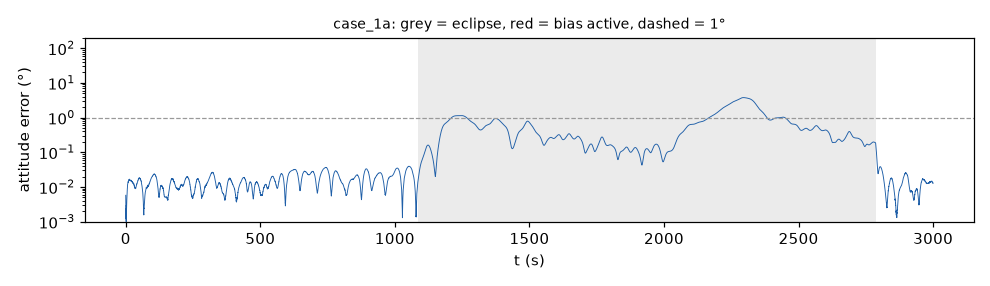 case_1a: grey = eclipse, red = bias active, dashed = 1°
attitude error (°)
10²
10¹
10⁰
10⁻¹
10⁻²
10⁻³
0 500 1000 1500 2000 2500 3000
t (s)